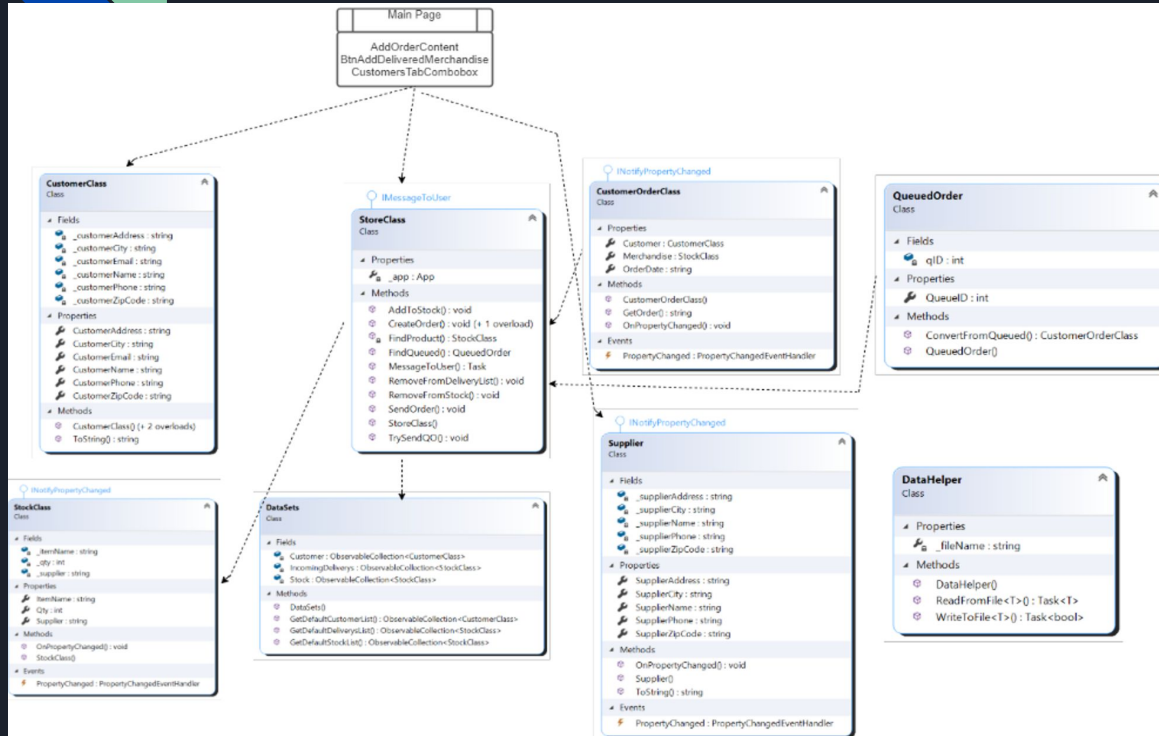 Main Page
AddOrderContent
BtnAddDeliveredMerchandise
CustomersTabCombobox
CustomerClass
Class
Fields
_customerAddress : string
_customerCity : string
_customerEmail : string
_customerName : string
_customerPhone : string
_customerZipCode : string
Properties
CustomerAddress : string
CustomerCity : string
CustomerEmail : string
CustomerName : string
CustomerPhone : string
CustomerZipCode : string
Methods
CustomerClass() (+ 2 overloads)
ToString() : string
IMessageToUser
StoreClass
Class
Properties
_app : App
Methods
AddToStock() : void
CreateOrder() : void (+ 1 overload)
FindProduct() : StockClass
FindQueued() : QueuedOrder
MessageToUser() : Task
RemoveFromDeliveryList() : void
RemoveFromStock() : void
SendOrder() : void
StoreClass()
TrySendQO() : void
INotifyPropertyChanged
CustomerOrderClass
Class
Properties
Customer : CustomerClass
Merchandise : StockClass
OrderDate : string
Methods
CustomerOrderClass()
GetOrder() : string
OnPropertyChanged() : void
Events
PropertyChanged : PropertyChangedEventHandler
QueuedOrder
Class
Fields
qID : int
Properties
QueueID : int
Methods
ConvertFromQueued() : CustomerOrderClass
QueuedOrder()
INotifyPropertyChanged
StockClass
Class
Fields
_itemName : string
_qty : int
_supplier : string
Properties
ItemName : string
Qty : int
Supplier : string
Methods
OnPropertyChanged() : void
StockClass()
Events
PropertyChanged : PropertyChangedEventHandler
DataSets
Class
Fields
Customer : ObservableCollection<CustomerClass>
IncomingDeliverys : ObservableCollection<StockClass>
Stock : ObservableCollection<StockClass>
Methods
DataSets()
GetDefaultCustomerList() : ObservableCollection<CustomerClass>
GetDefaultDeliverysList() : ObservableCollection<StockClass>
GetDefaultStockList() : ObservableCollection<StockClass>
INotifyPropertyChanged
Supplier
Class
Fields
_supplierAddress : string
_supplierCity : string
_supplierName : string
_supplierPhone : string
_supplierZipCode : string
Properties
SupplierAddress : string
SupplierCity : string
SupplierName : string
SupplierPhone : string
SupplierZipCode : string
Methods
OnPropertyChanged() : void
Supplier()
ToString() : string
Events
PropertyChanged : PropertyChangedEventHandler
DataHelper
Class
Properties
_fileName : string
Methods
DataHelper()
ReadFromFile<T>() : Task<T>
WriteToFile<T>() : Task<bool>